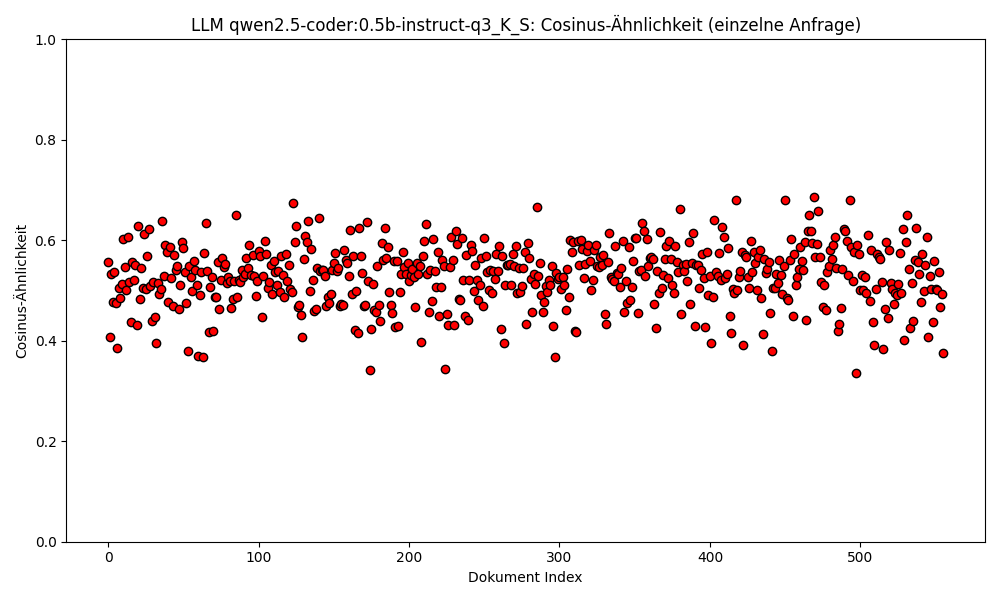 LLM qwen2.5-coder:0.5b-instruct-q3_K_S: Cosinus-Ähnlichkeit (einzelne Anfrage)
1.0
0.8
0.6
0.4
0.2
0.0
Cosinus-Ähnlichkeit
0 100 200 300 400 500
Dokument Index